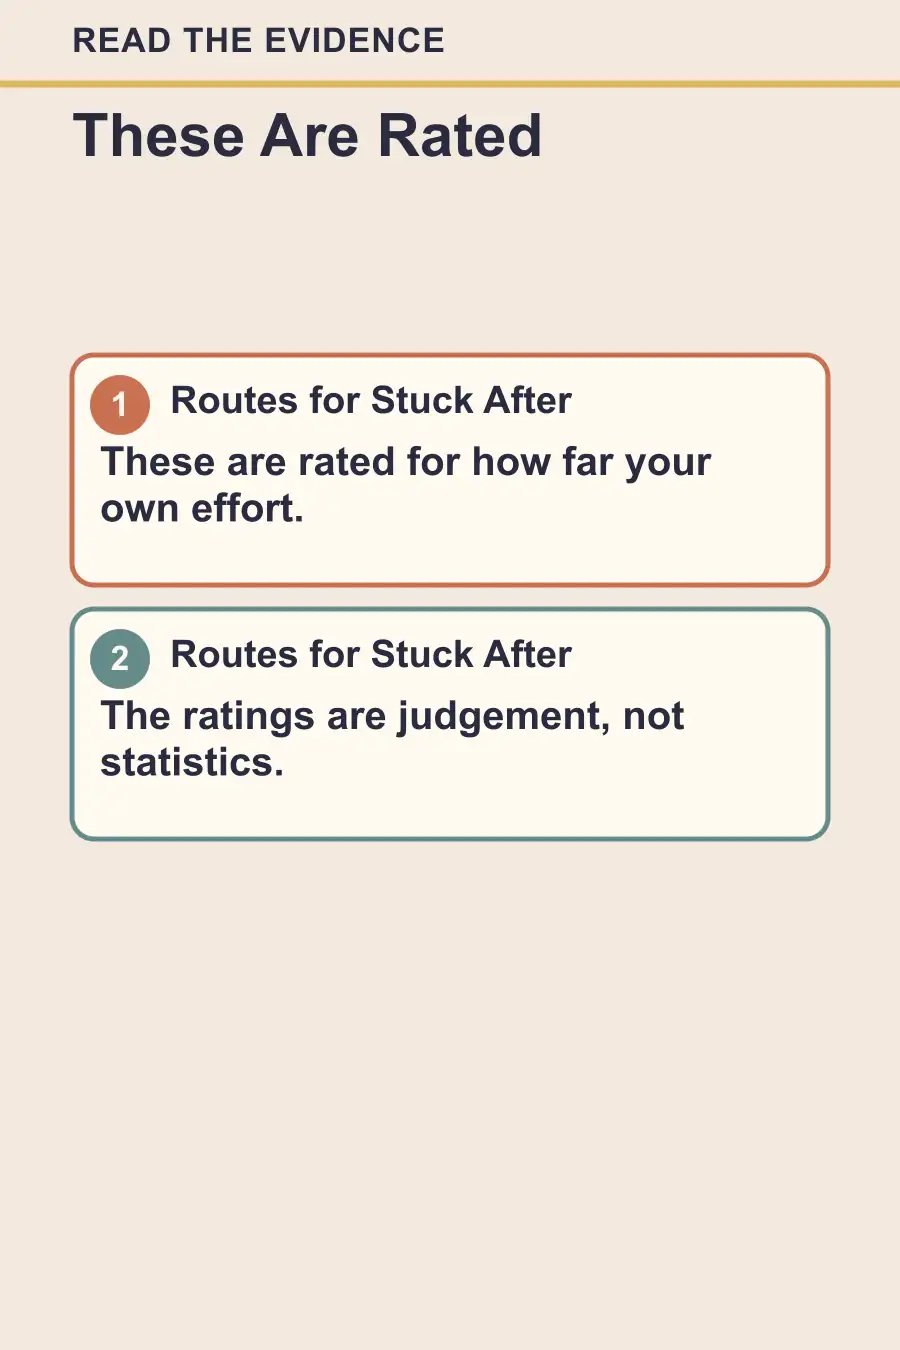 READ THE EVIDENCE
These Are Rated
1 Routes for Stuck After
These are rated for how far your
own effort.
2 Routes for Stuck After
The ratings are judgement, not
statistics.